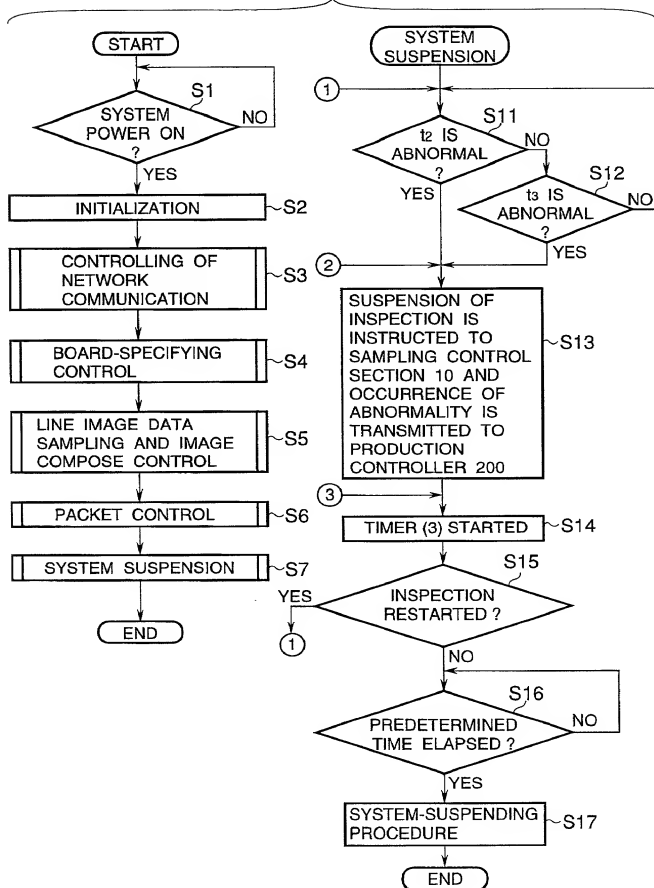 START
S1
SYSTEM
POWER ON
?
NO
YES
INITIALIZATION
S2
CONTROLLING OF
NETWORK
COMMUNICATION
S3
BOARD-SPECIFYING
CONTROL
S4
LINE IMAGE DATA
SAMPLING AND IMAGE
COMPOSE CONTROL
S5
PACKET CONTROL
S6
SYSTEM SUSPENSION
S7
END
SYSTEM
SUSPENSION
1
S11
t2 IS
ABNORMAL
?
NO
YES
S12
t3 IS
ABNORMAL
?
NO
YES
2
SUSPENSION OF
INSPECTION IS
INSTRUCTED TO
SAMPLING CONTROL
SECTION 10 AND
OCCURRENCE OF
ABNORMALITY IS
TRANSMITTED TO
PRODUCTION
CONTROLLER 200
S13
3
TIMER (3) STARTED
S14
S15
YES
INSPECTION
RESTARTED ?
1
NO
S16
PREDETERMINED
TIME ELAPSED ?
NO
YES
SYSTEM-SUSPENDING
PROCEDURE
S17
END